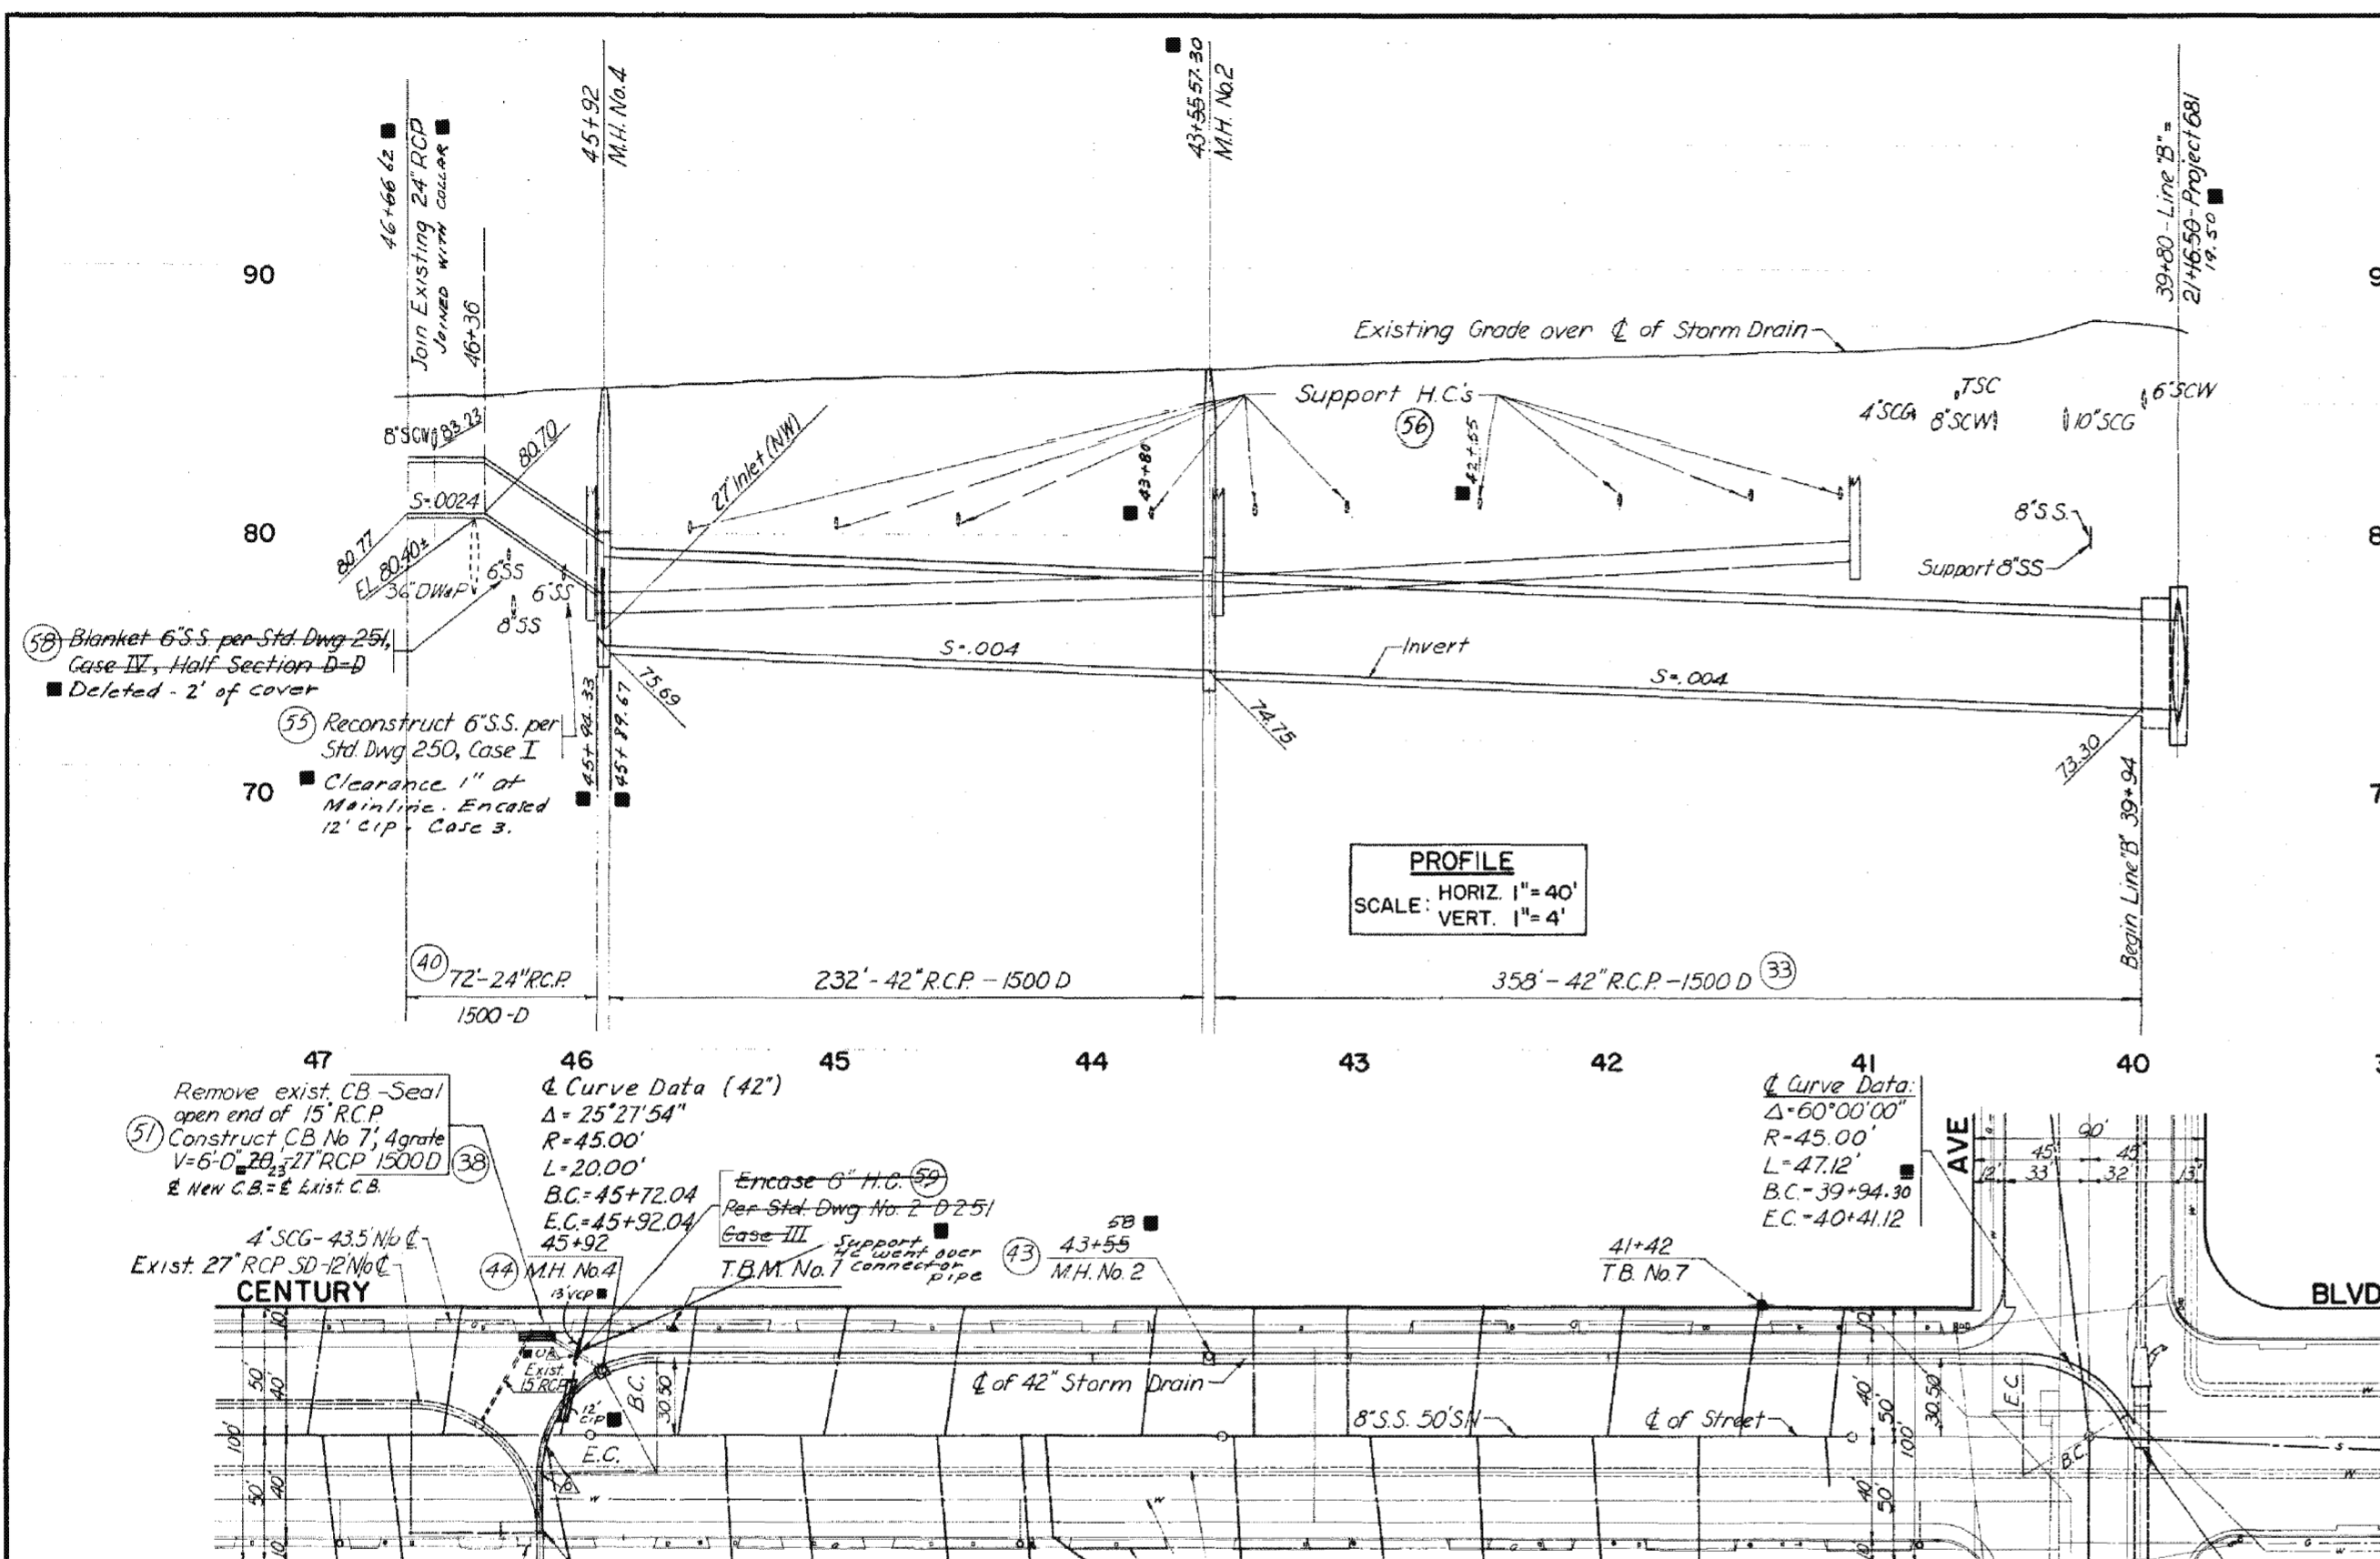 46+66 62
Join Existing 24" RCP
JOINED WITH COLLAR
46+36
45+92
M.H. No.4
43+55 57.30
M.H. No.2
39+80-Line "B"=
21+16.50-Project 681
19.50
90
80
70
Existing Grade over ℄ of Storm Drain
Support H.C's
56
TSC
6"SCW
4"SCG
8"SCW
10"SCG
8"SCW
83.23
80.70
27" Inlet (NW)
43+80
42+65
S=.0024
80.77
El. 80.40±
36" DW&P
6"SS
6"SS
8"SS
8"S.S.
Support 8"SS
58 Blanket 6"S.S. per Std. Dwg 251,
Case IV, Half Section D-D
Deleted - 2' of cover
55 Reconstruct 6"S.S. per
Std. Dwg 250, Case I
Clearance 1" at
Mainline. Encased
12' CIP. Case 3.
45+94.33
45+89.67
75.69
S=.004
Invert
S=.004
74.75
73.30
Begin Line "B" 39+94
PROFILE
SCALE: HORIZ. 1"=40'
VERT. 1"=4'
40 72'-24" R.C.P.
1500-D
232'-42" R.C.P.-1500 D
358'-42" R.C.P.-1500 D 33
47 46 45 44 43 42 41 40
Remove exist. CB-Seal
open end of 15" R.C.P.
51 Construct CB No 7, 4 grate
V=6'-0" 20' 23 -27" RCP 1500D 38
℄ New C.B.=℄ Exist. C.B.
℄ Curve Data (42")
Δ=25°27'54"
R=45.00'
L=20.00'
B.C.=45+72.04
E.C.=45+92.04
45+92
44 M.H. No.4
13' VCP
Encase 6" H.C. 59
Per Std. Dwg No. 2-D251
Case III
Support
HC went over
connector
pipe
T.B.M. No.7
58
43 43+55
M.H. No.2
41+42
T.B. No.7
℄ Curve Data:
Δ=60°00'00"
R=45.00'
L=47.12'
B.C.=39+94.30
E.C.=40+41.12
AVE
90'
45' 45'
12' 33' 32' 13'
4" SCG-43.5' N/o ℄
Exist. 27" RCP SD-12' N/o ℄
CENTURY
BLVD
Exist.
15" RCP
12'
CIP
B.C.
30.50'
E.C.
℄ of 42" Storm Drain
8"S.S. 50'SN
℄ of Street
30.50'
E.C.
B.C.
10' 50' 40' 100' 50' 40' 10'
10' 40' 50' 100' 40' 50' 10'